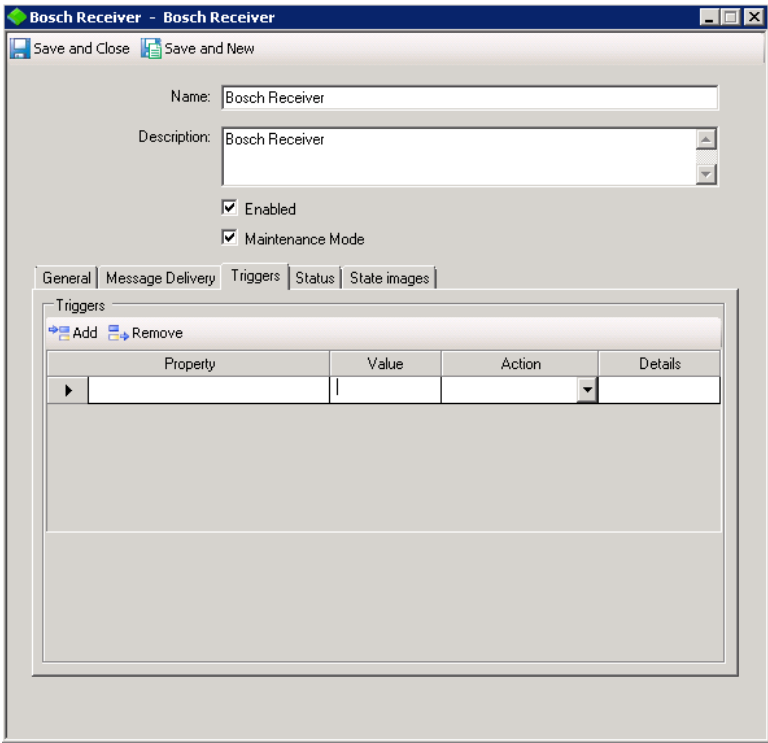 Bosch Receiver - Bosch Receiver
Save and Close Save and New
Name: Bosch Receiver
Description: Bosch Receiver
Enabled
Maintenance Mode
General Message Delivery Triggers Status State images
Triggers
Add Remove
Property Value Action Details